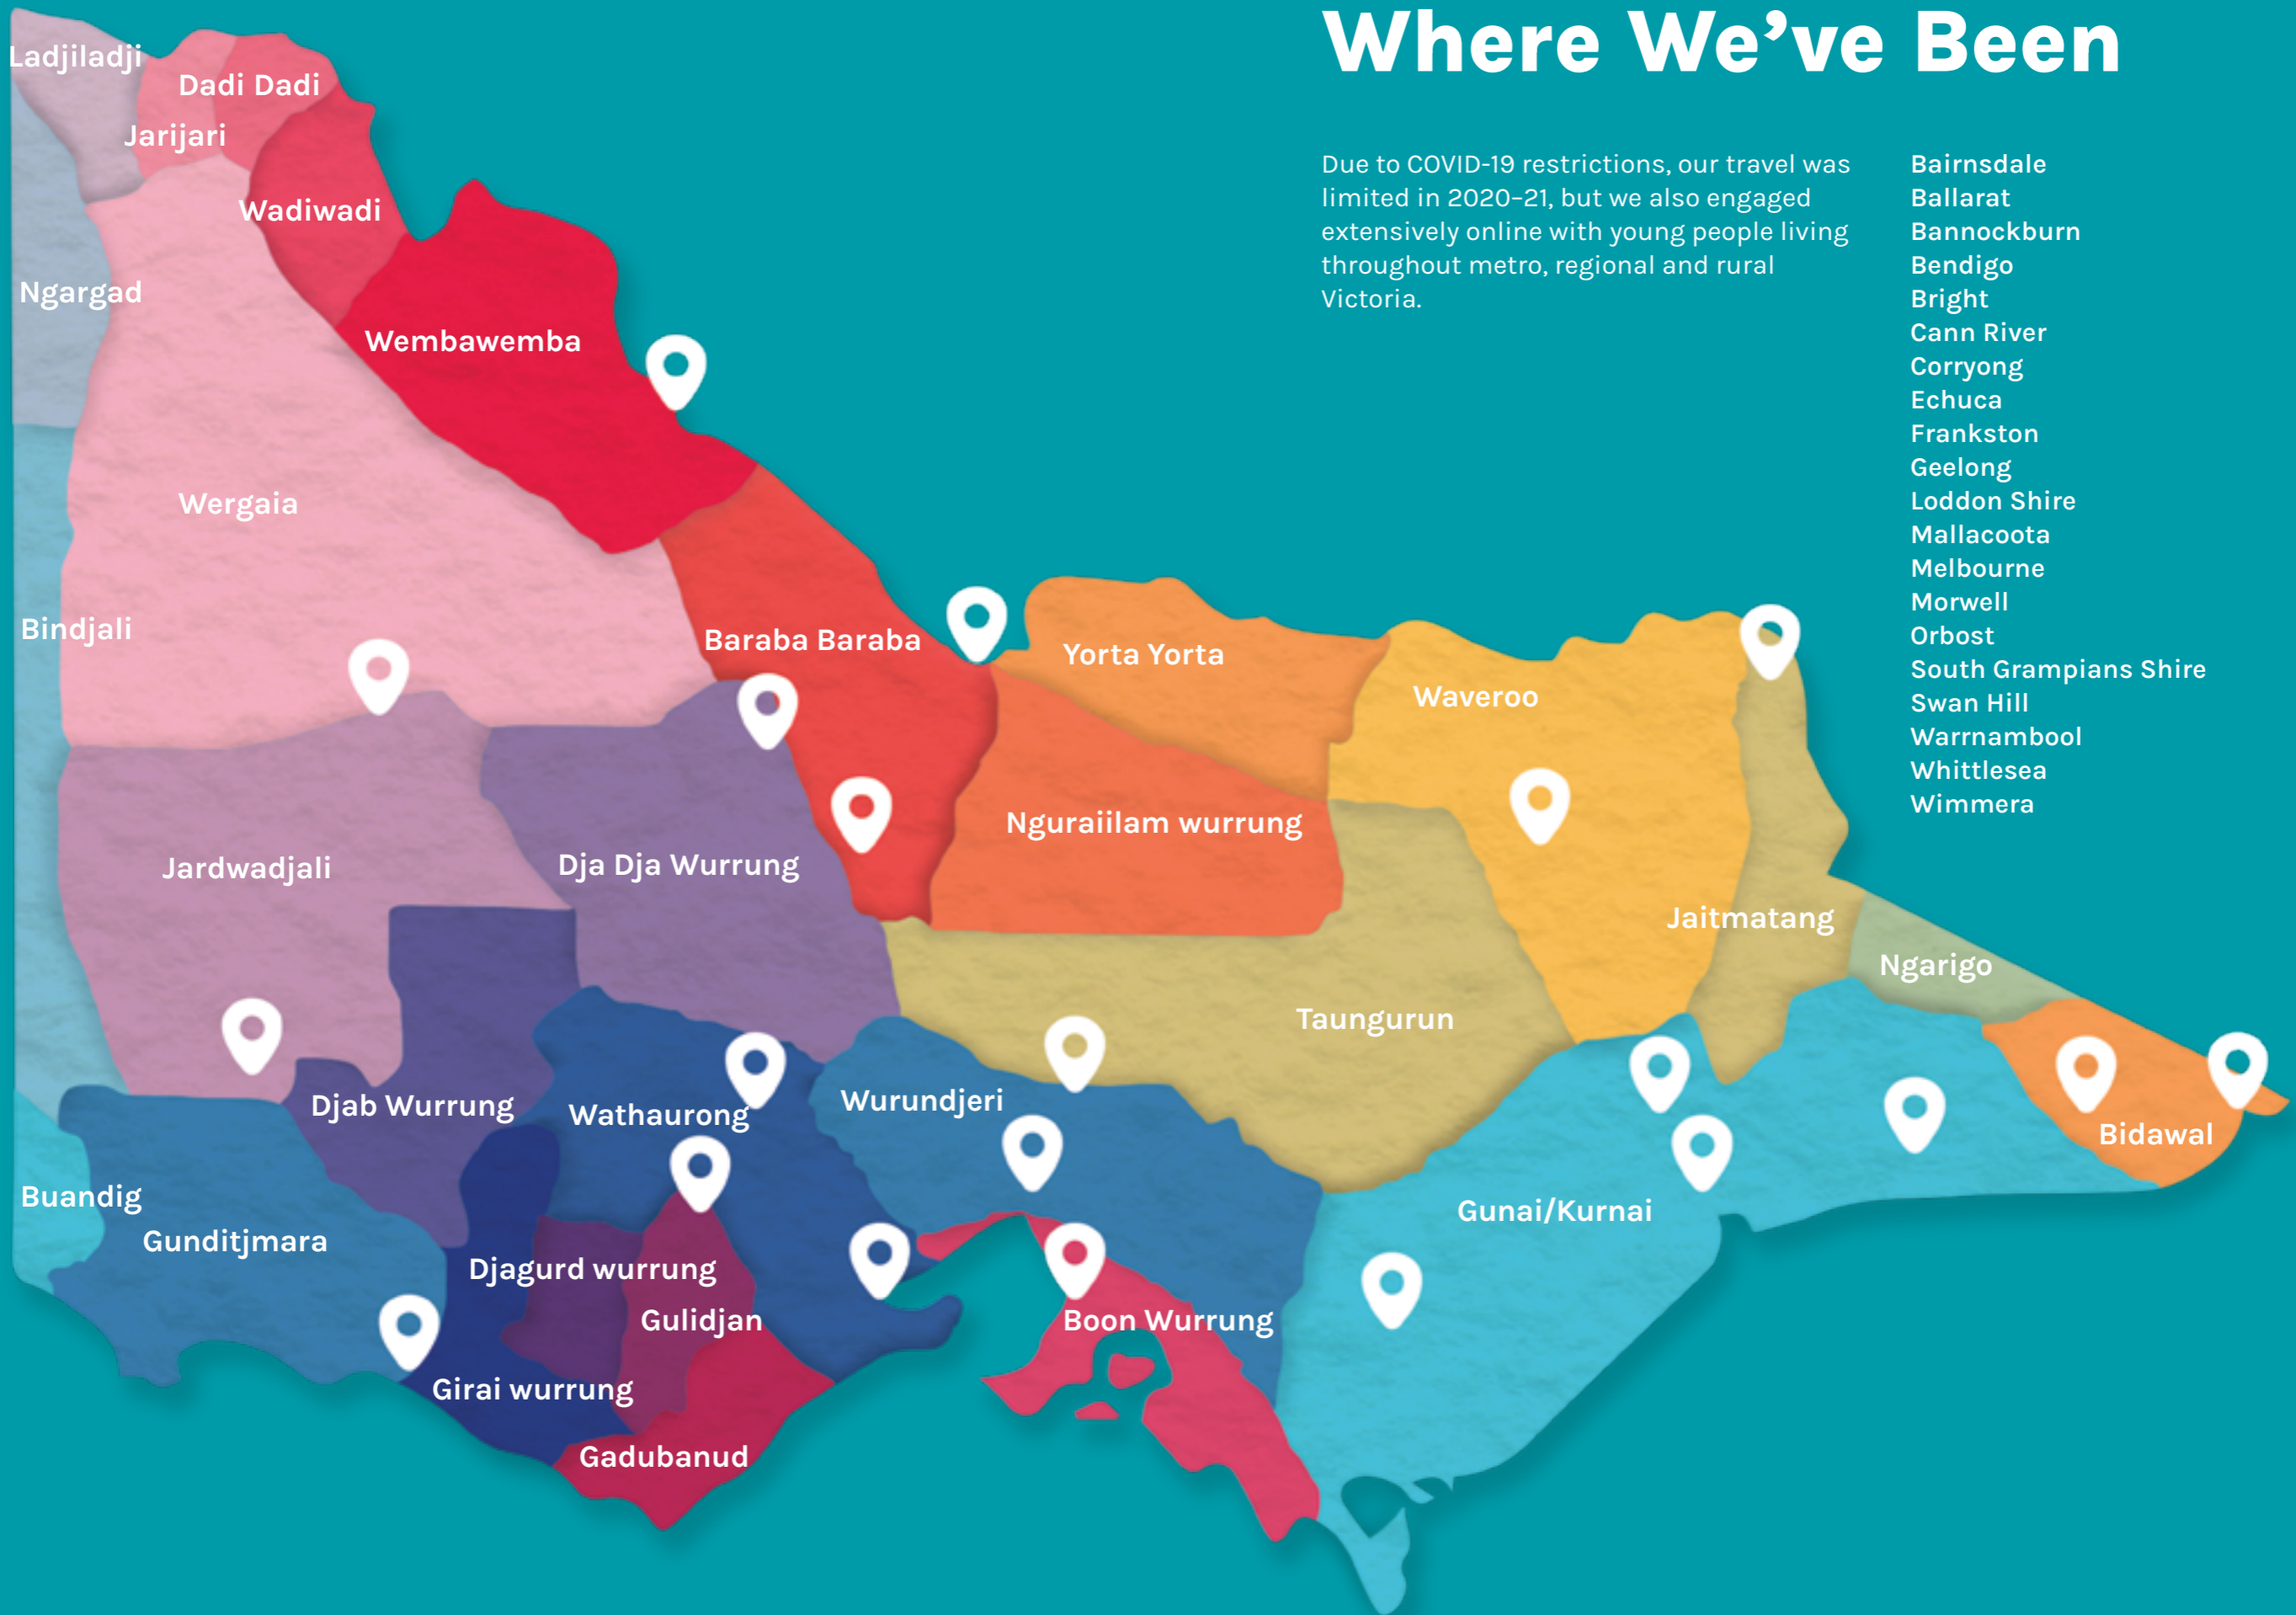 Where We’ve Been
Due to COVID-19 restrictions, our travel was
limited in 2020–21, but we also engaged
extensively online with young people living
throughout metro, regional and rural
Victoria.
Bairnsdale
Ballarat
Bannockburn
Bendigo
Bright
Cann River
Corryong
Echuca
Frankston
Geelong
Loddon Shire
Mallacoota
Melbourne
Morwell
Orbost
South Grampians Shire
Swan Hill
Warrnambool
Whittlesea
Wimmera
Ladjiladji
Dadi Dadi
Jarijari
Wadiwadi
Ngargad
Wembawemba
Wergaia
Bindjali
Baraba Baraba
Yorta Yorta
Waveroo
Nguraiilam wurrung
Jardwadjali
Dja Dja Wurrung
Jaitmatang
Ngarigo
Taungurun
Djab Wurrung
Wathaurong
Wurundjeri
Bidawal
Buandig
Gunditjmara
Gunai/Kurnai
Djagurd wurrung
Gulidjan
Boon Wurrung
Girai wurrung
Gadubanud